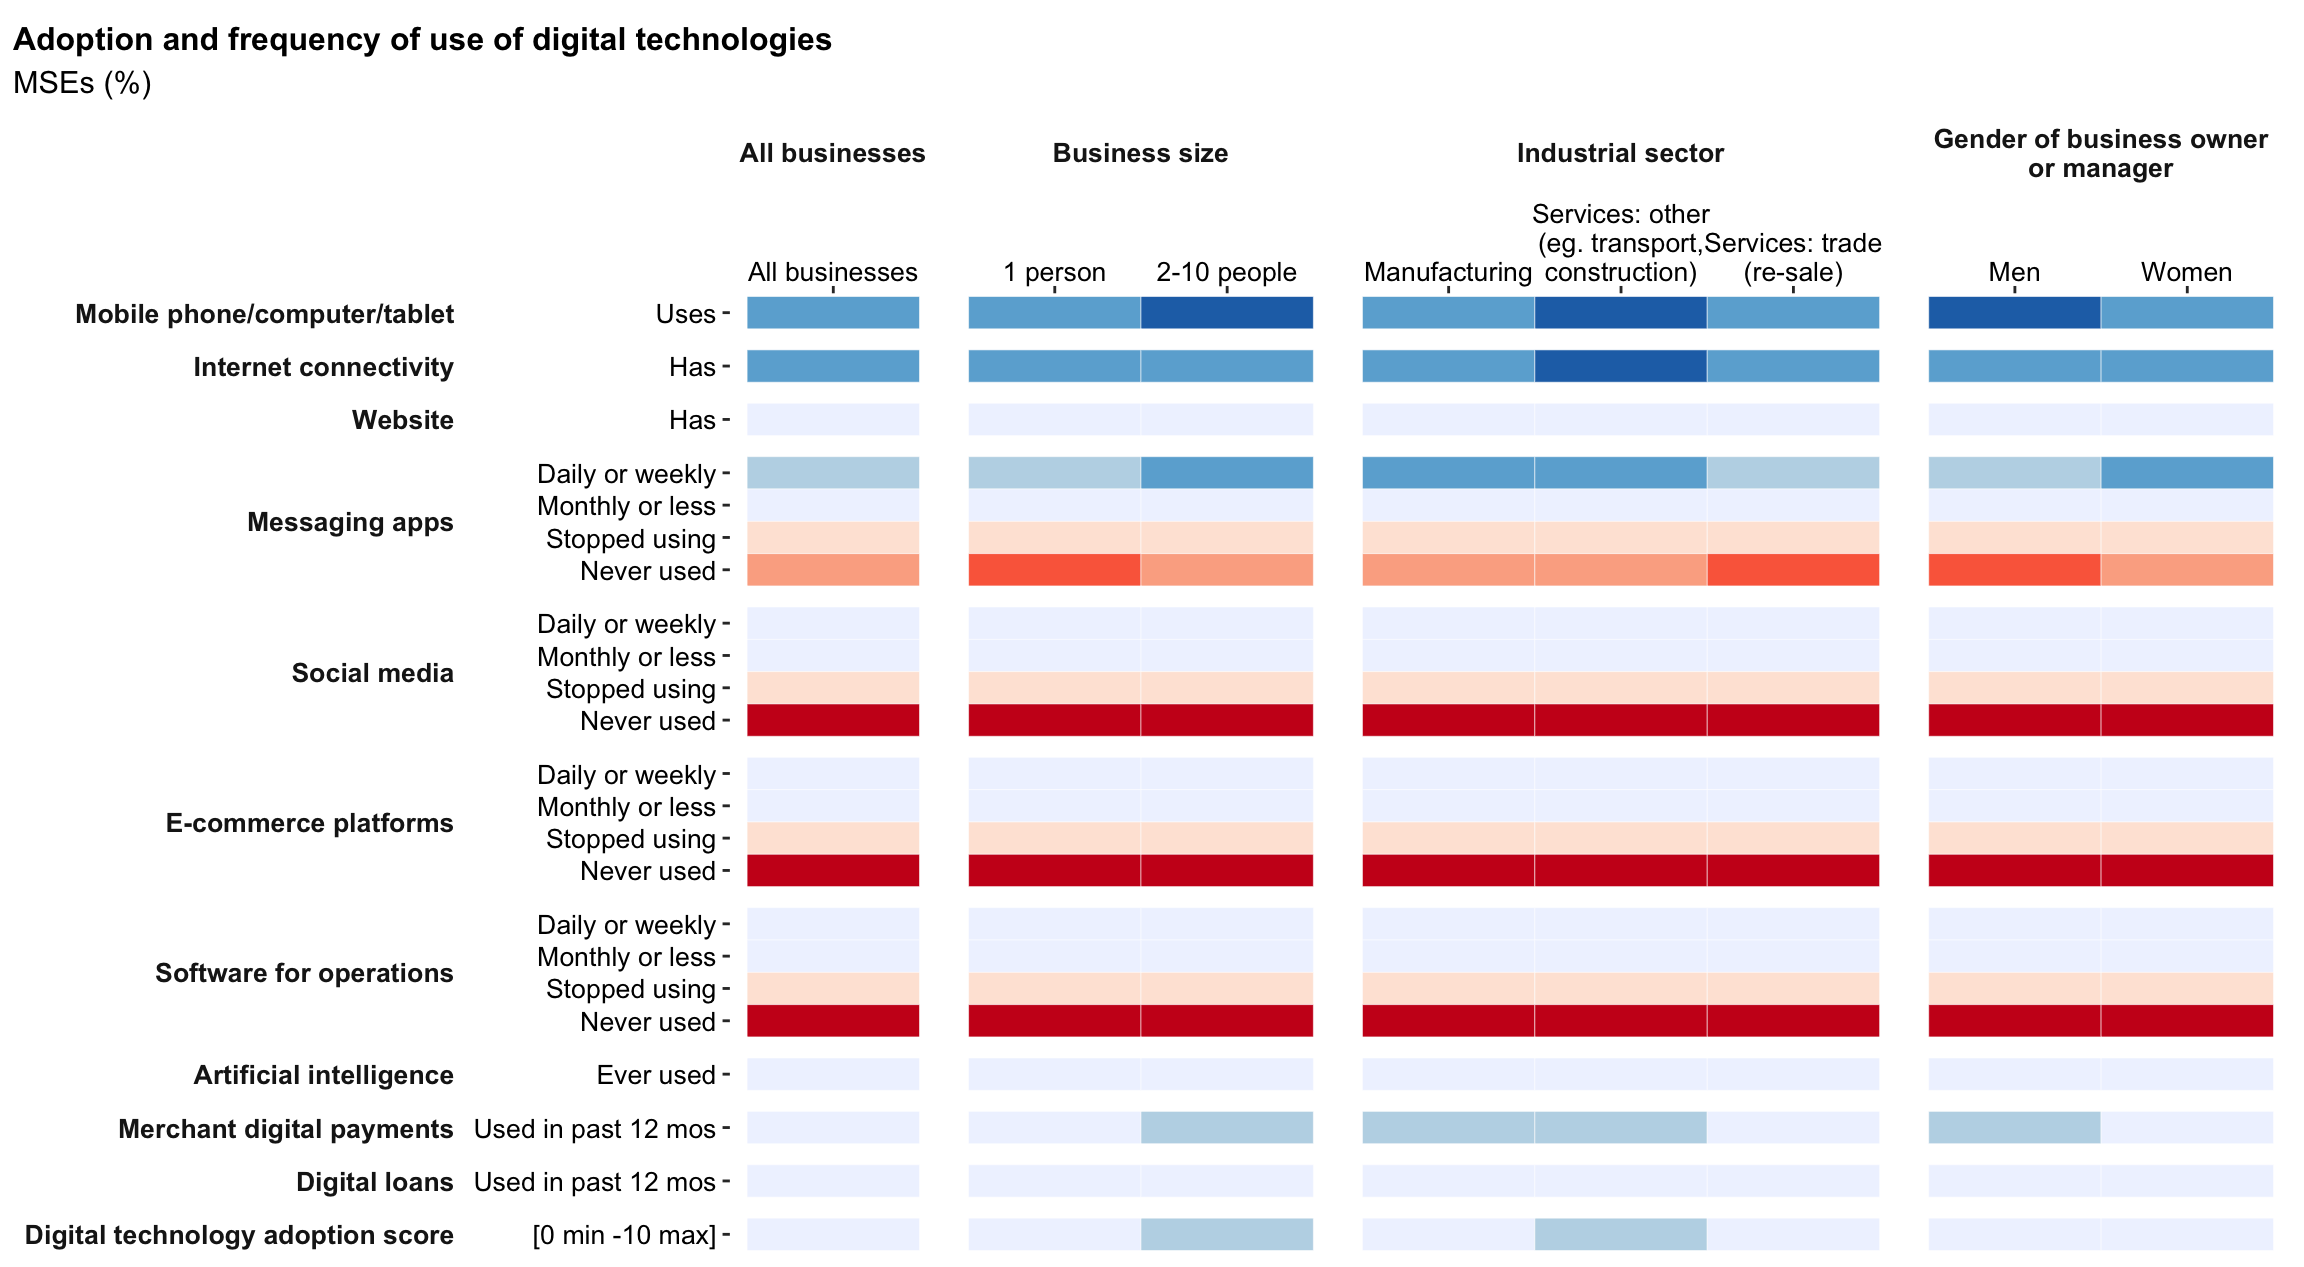 Adoption and frequency of use of digital technologies
MSEs (%)
All businesses
Business size
Industrial sector
Gender of business owner
or manager
All businesses
1 person
2-10 people
Manufacturing
Services: other
(eg. transport,
construction)
Services: trade
(re-sale)
Men
Women
Mobile phone/computer/tablet
Uses
Internet connectivity
Has
Website
Has
Messaging apps
Daily or weekly
Monthly or less
Stopped using
Never used
Social media
Daily or weekly
Monthly or less
Stopped using
Never used
E-commerce platforms
Daily or weekly
Monthly or less
Stopped using
Never used
Software for operations
Daily or weekly
Monthly or less
Stopped using
Never used
Artificial intelligence
Ever used
Merchant digital payments
Used in past 12 mos
Digital loans
Used in past 12 mos
Digital technology adoption score
[0 min -10 max]